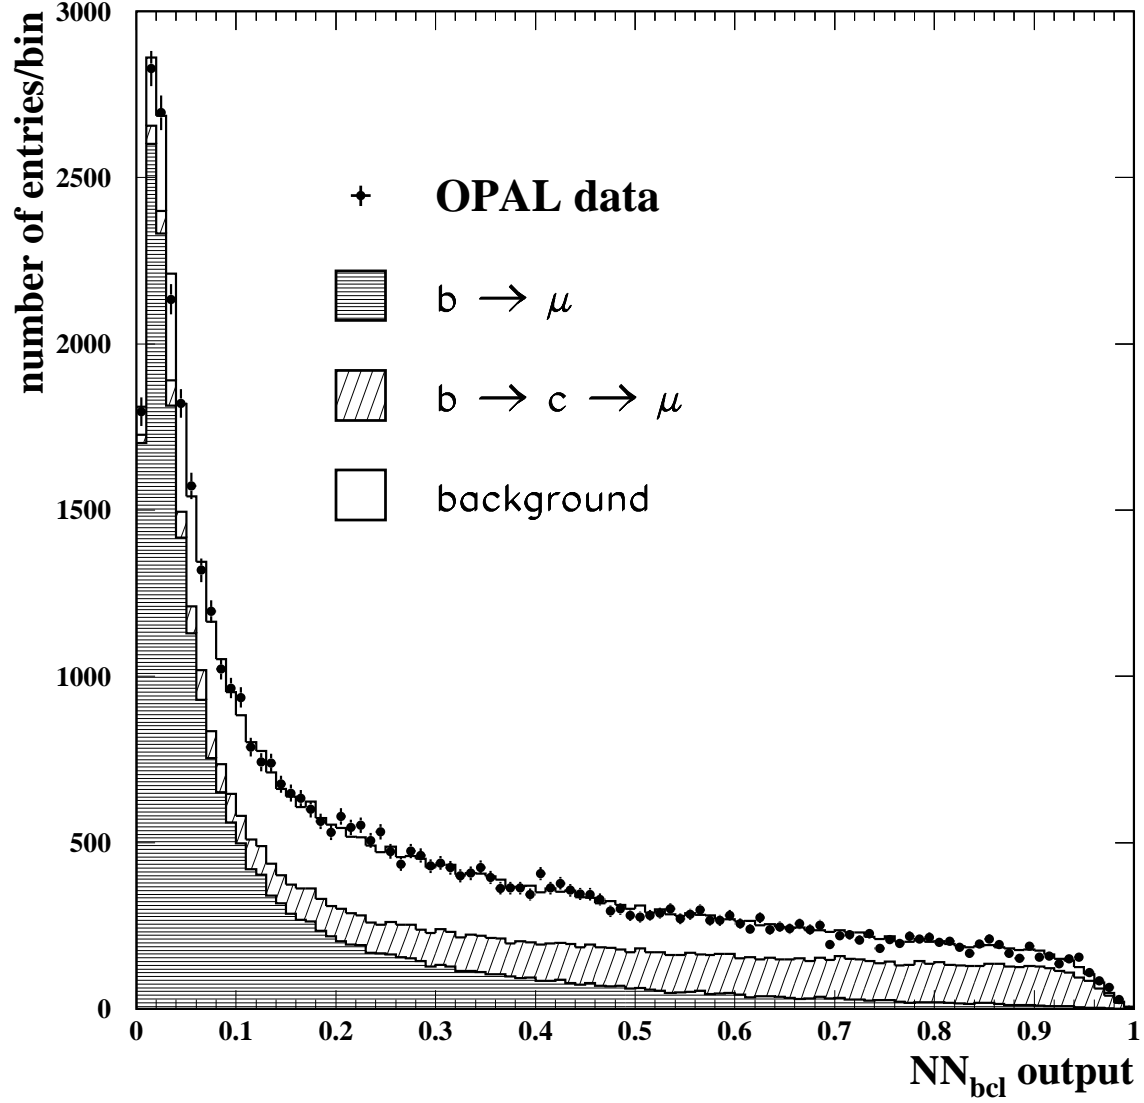 number of entries/bin
3000
2500
2000
1500
1000
500
0
OPAL data
b → μ
b → c → μ
background
0 0.1 0.2 0.3 0.4 0.5 0.6 0.7 0.8 0.9 1
NN_bcl output